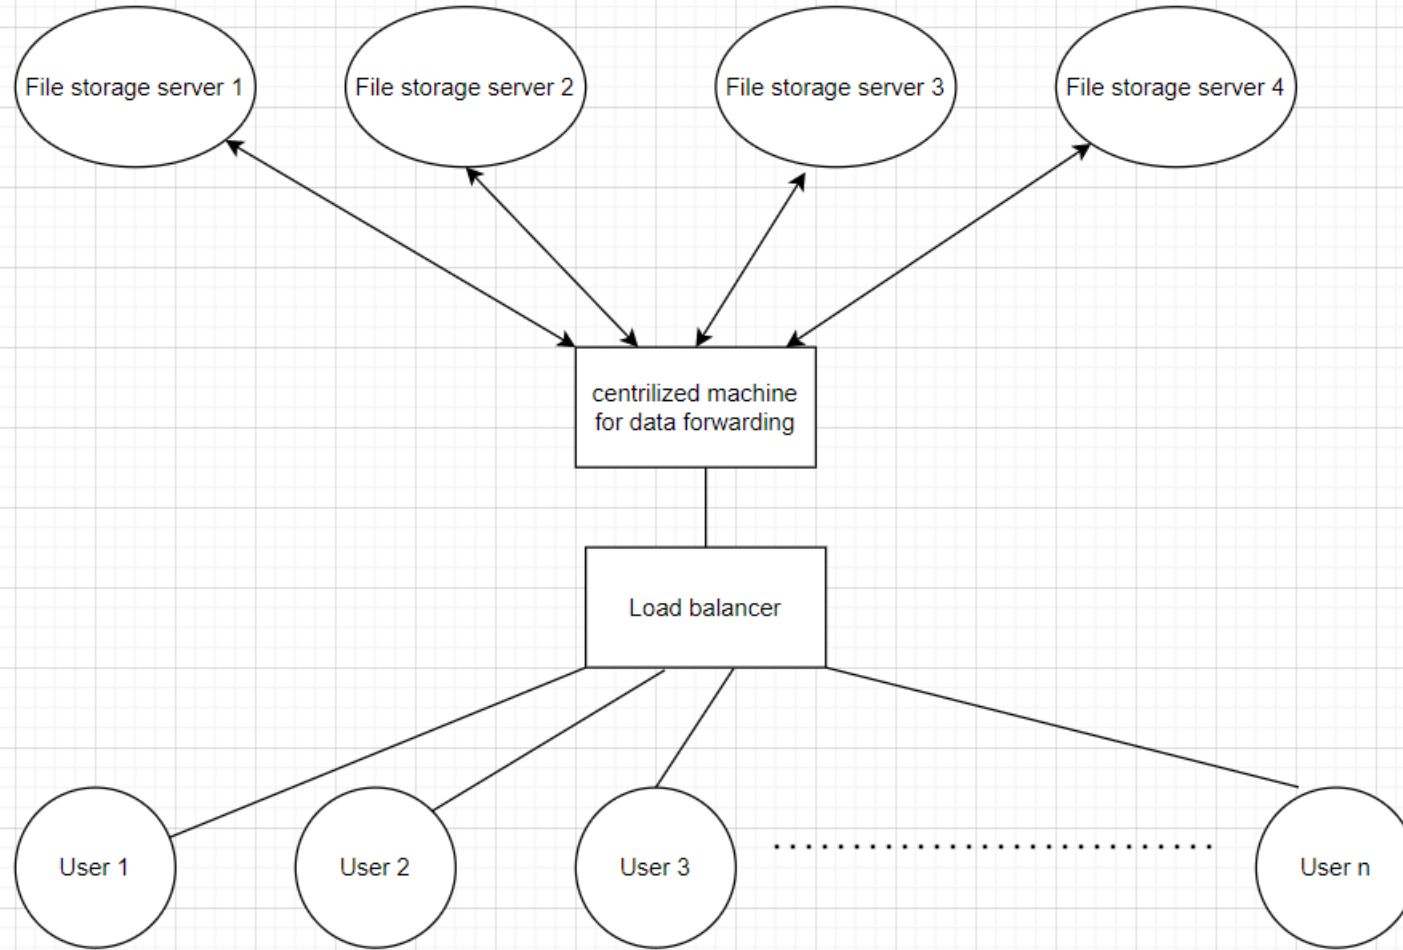 File storage server 1
File storage server 2
File storage server 3
File storage server 4
centrilized machine
for data forwarding
Load balancer
User 1
User 2
User 3
User n